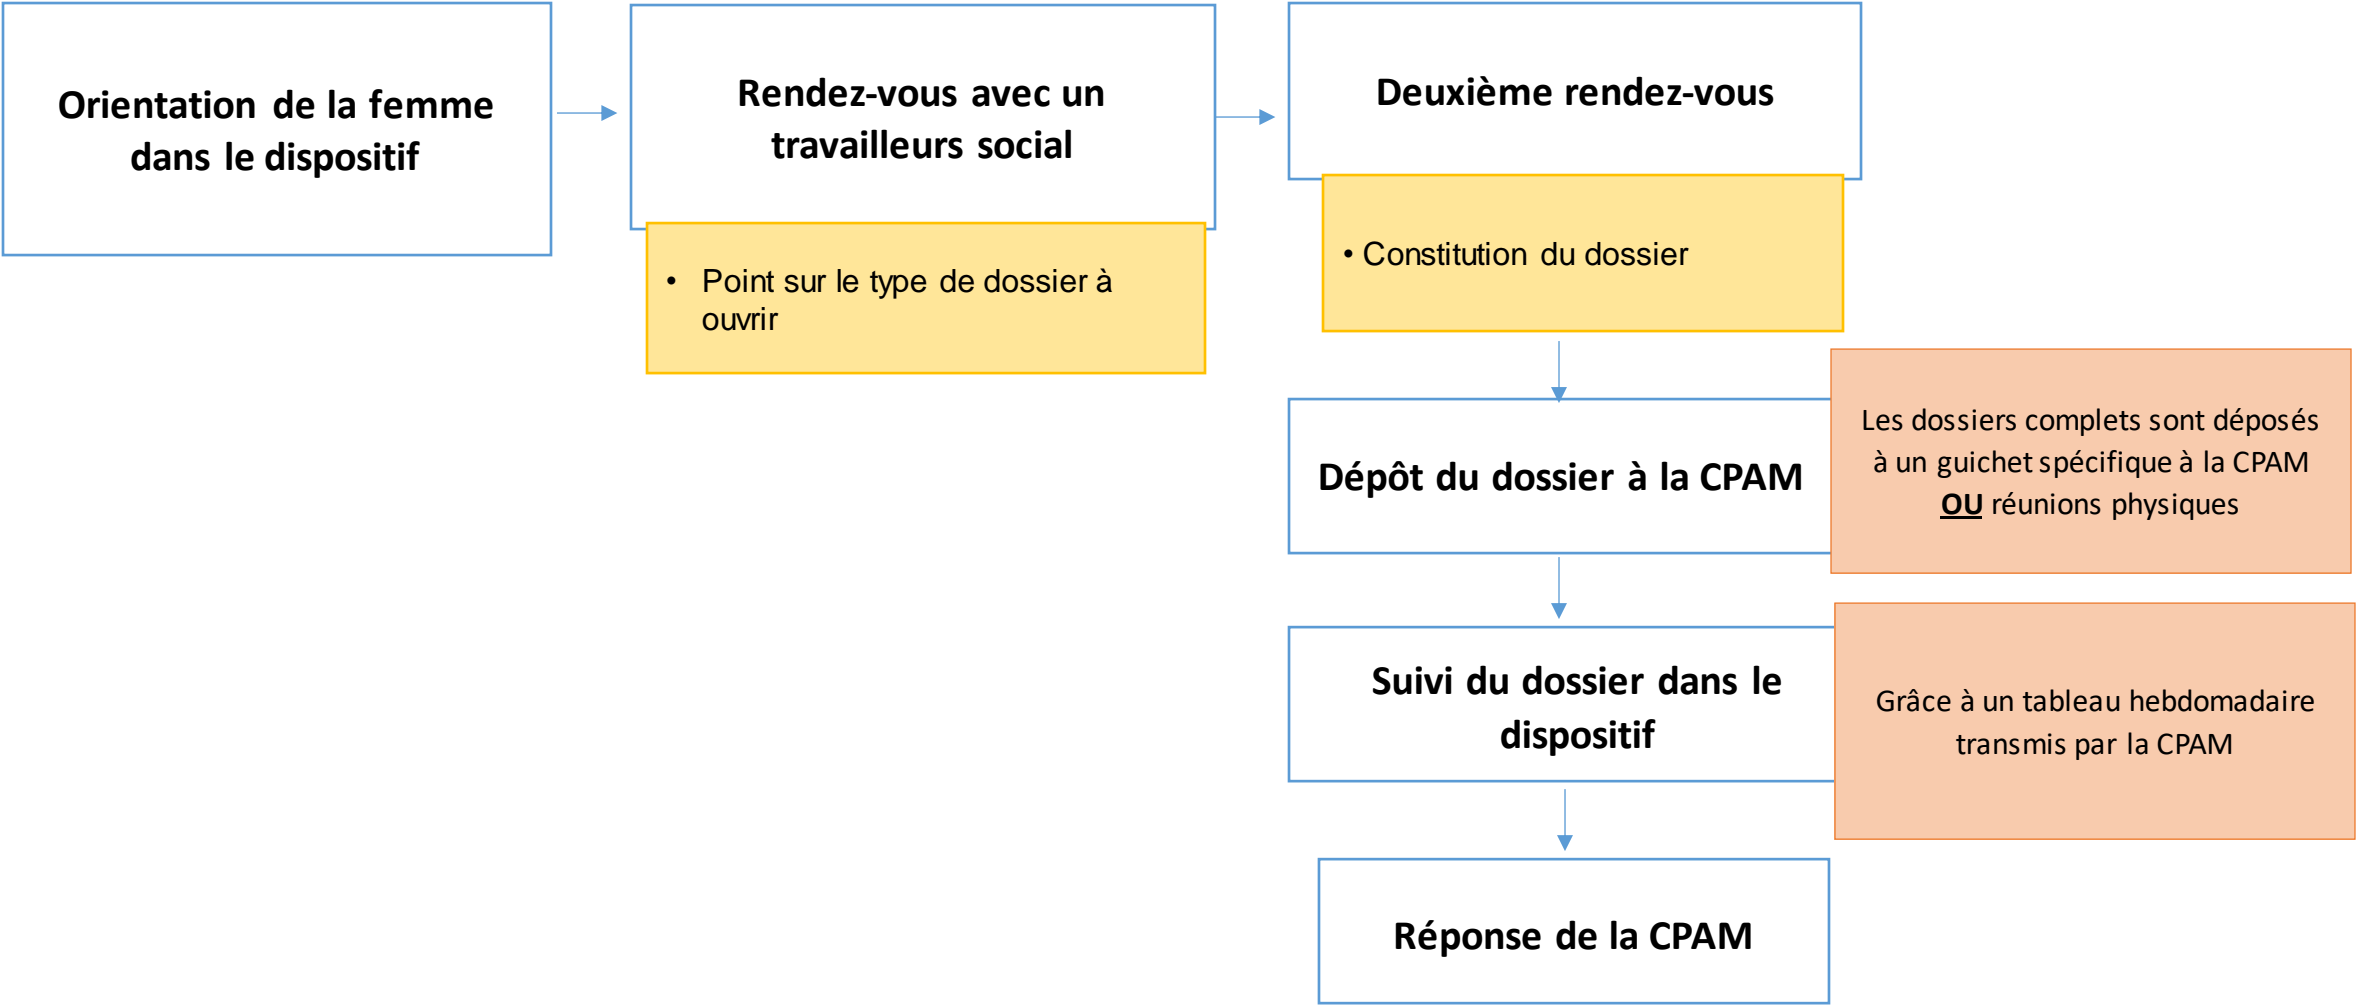 Orientation de la femme
dans le dispositif
Rendez-vous avec un
travailleurs social
• Point sur le type de dossier à
ouvrir
Deuxième rendez-vous
• Constitution du dossier
Dépôt du dossier à la CPAM
Les dossiers complets sont déposés
à un guichet spécifique à la CPAM
OU réunions physiques
Suivi du dossier dans le
dispositif
Grâce à un tableau hebdomadaire
transmis par la CPAM
Réponse de la CPAM